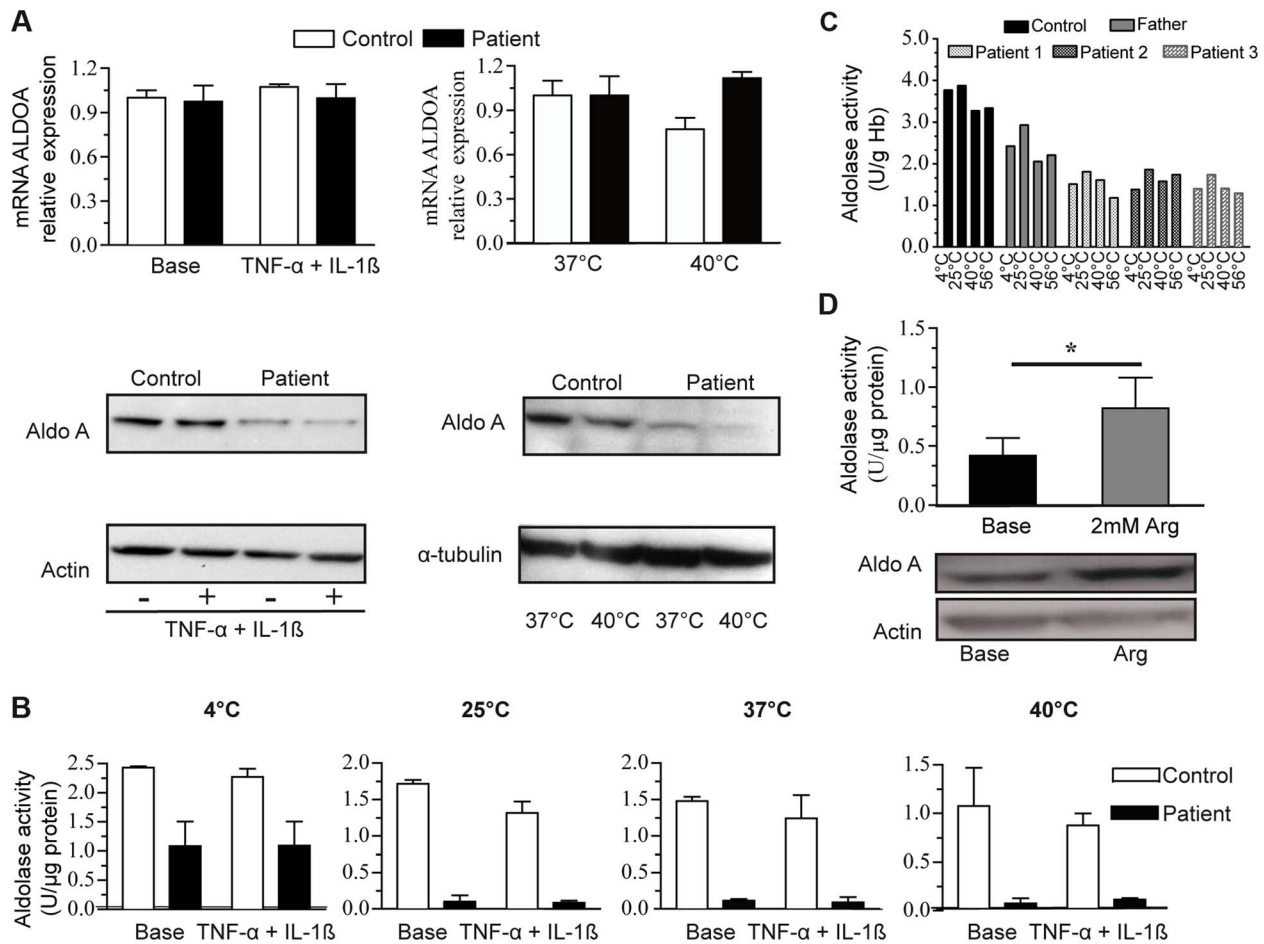 A
Control Patient
mRNA ALDOA
relative expression
1.2
0.9
0.6
0.3
0.0
Base TNF-α + IL-1ß
mRNA ALDOA
relative expression
1.2
0.9
0.6
0.3
0.0
37°C 40°C
Control Patient
Aldo A
Actin
- + - +
TNF-α + IL-1ß
Control Patient
Aldo A
α-tubulin
37°C 40°C 37°C 40°C
C
Control Father
Patient 1 Patient 2 Patient 3
Aldolase activity
(U/g Hb)
5.0
4.0
3.0
2.0
1.0
0.0
4°C 25°C 40°C 56°C 4°C 25°C 40°C 56°C 4°C 25°C 40°C 56°C 4°C 25°C 40°C 56°C 4°C 25°C 40°C 56°C
D
Aldolase activity
(U/µg protein)
1.5
1.0
0.5
0.0
*
Base 2mM Arg
Aldo A
Actin
Base Arg
B
4°C 25°C 37°C 40°C
Aldolase activity
(U/µg protein)
2.5
2.0
1.5
1.0
0.5
0.0
Base TNF-α + IL-1ß
2.0
1.5
1.0
0.5
0.0
Base TNF-α + IL-1ß
2.0
1.5
1.0
0.5
0.0
Base TNF-α + IL-1ß
1.5
1.0
0.5
0.0
Base TNF-α + IL-1ß
Control
Patient